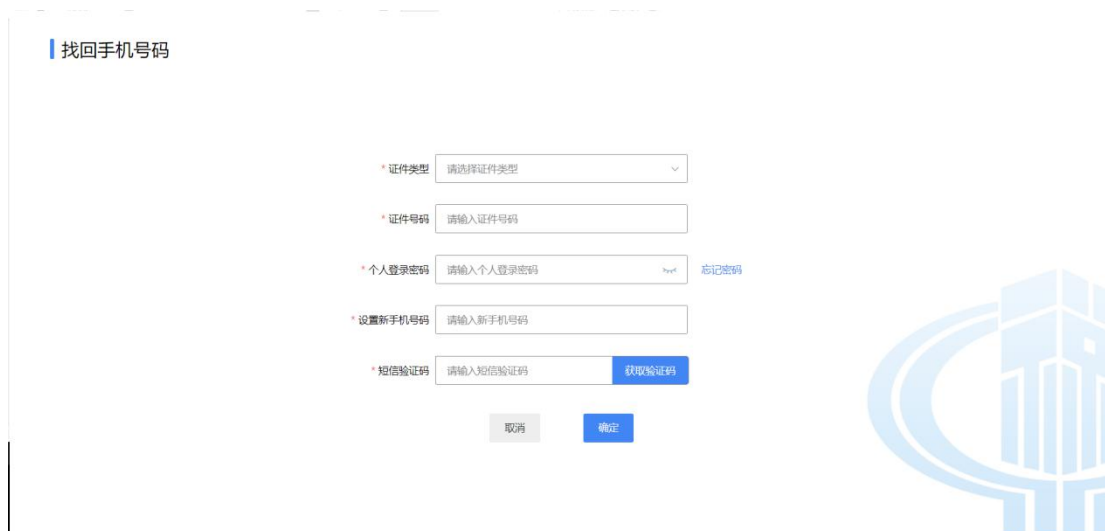 找回手机号码
* 证件类型 请选择证件类型
* 证件号码 请输入证件号码
* 个人登录密码 请输入个人登录密码 忘记密码
* 设置新手机号码 请输入新手机号码
* 短信验证码 请输入短信验证码 获取验证码
取消 确定